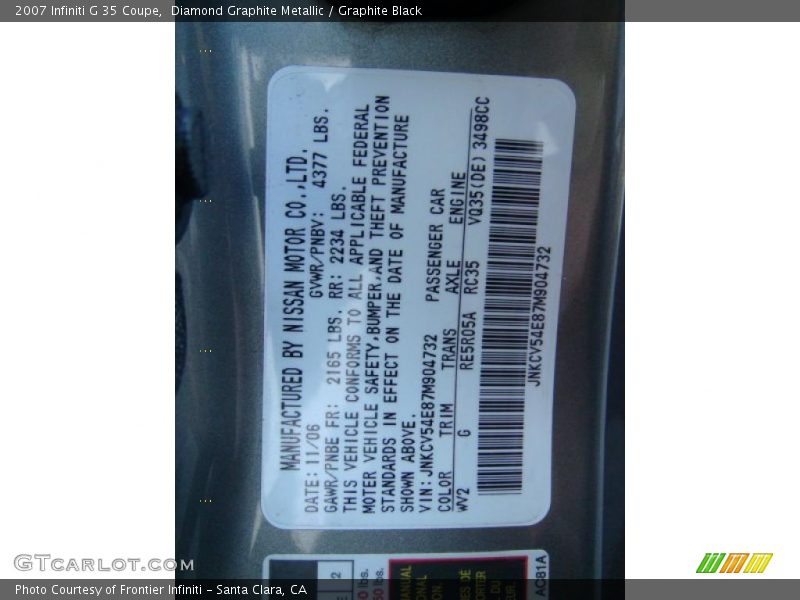 2007 Infiniti G 35 Coupe,  Diamond Graphite Metallic / Graphite Black
MANUFACTURED BY NISSAN MOTOR CO.,LTD.
DATE: 11/06 GVWR/PNBV: 4377 LBS.
GAWR/PNBE FR: 2165 LBS. RR: 2234 LBS.
THIS VEHICLE CONFORMS TO ALL APPLICABLE FEDERAL
MOTER VEHICLE SAFETY,BUMPER,AND THEFT PREVENTION
STANDARDS IN EFFECT ON THE DATE OF MANUFACTURE
SHOWN ABOVE.
VIN:JNKCV54E87M904732 PASSENGER CAR
COLOR TRIM TRANS AXLE ENGINE
WV2 G RE5R05A RC35 VQ35(DE) 3498CC
JNKCV54E87M904732
2
lbs.
lbs.
AC81A
GTCarLot.com
Photo Courtesy of Frontier Infiniti - Santa Clara, CA